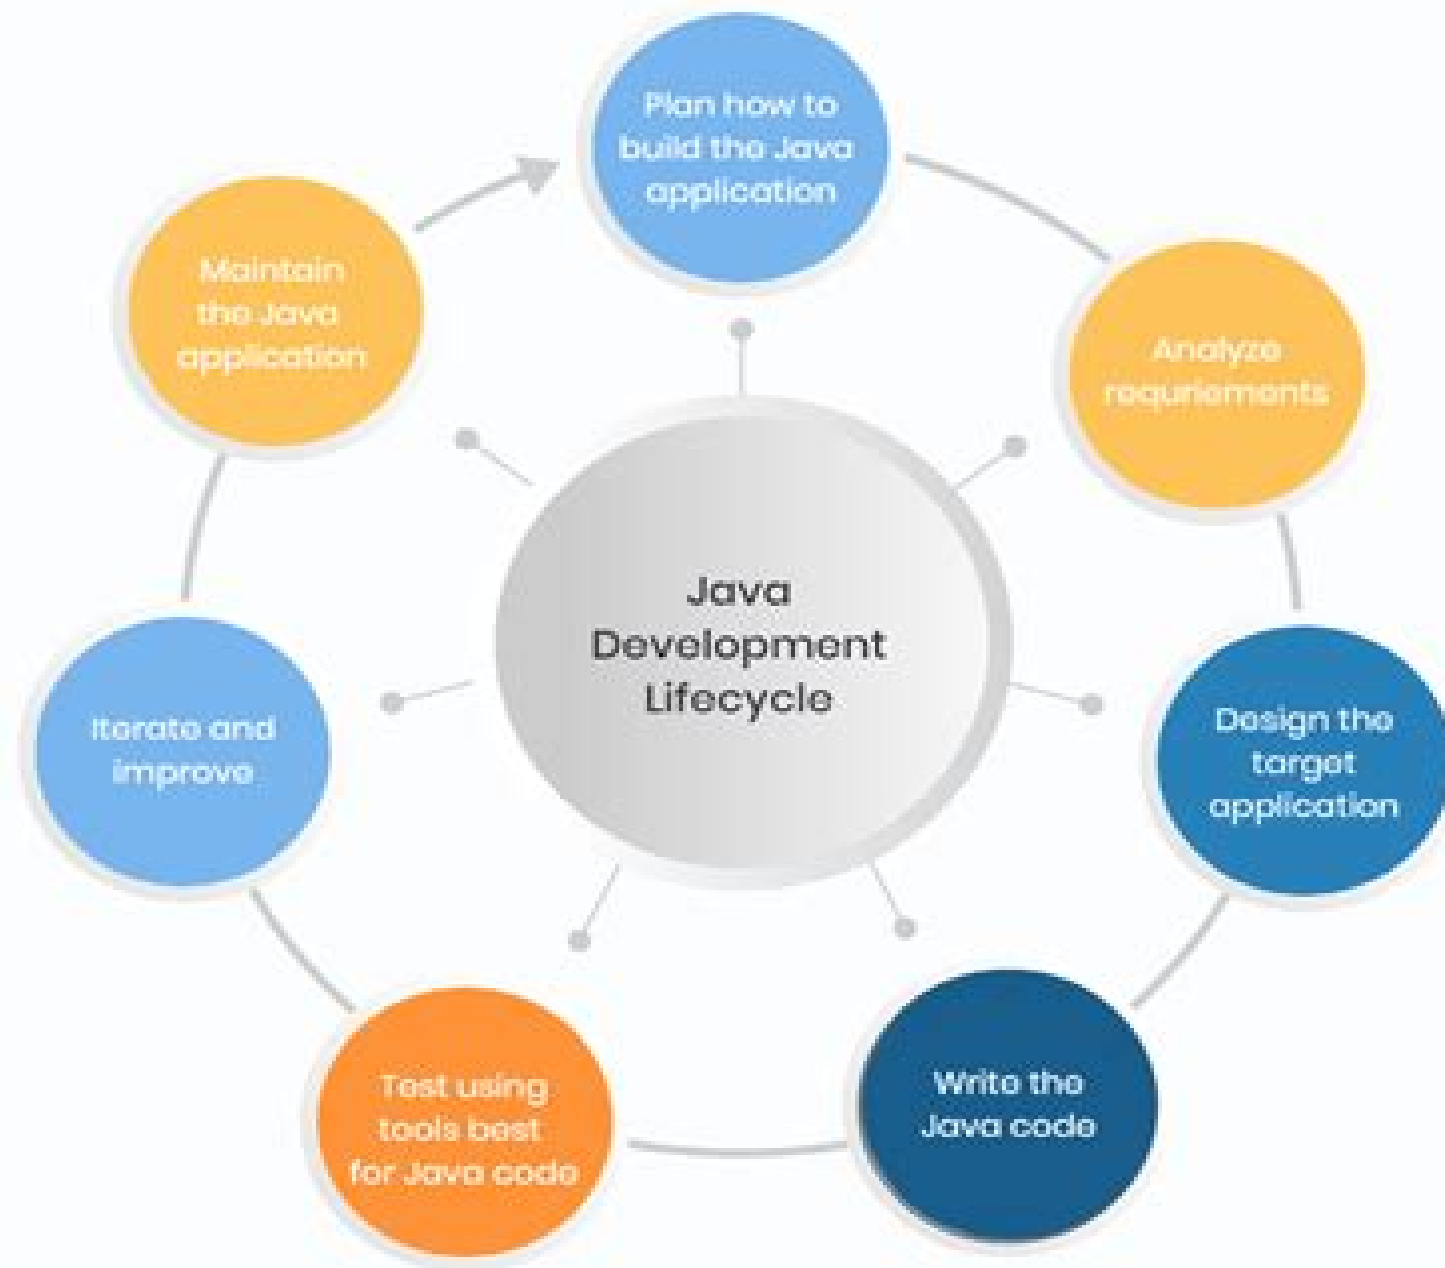 Plan how to
build the Java
application
Analyze
requriements
Design the
target
application
Write the
Java code
Test using
tools best
for Java code
Iterate and
improve
Maintain
the Java
application
Java
Development
Lifecycle